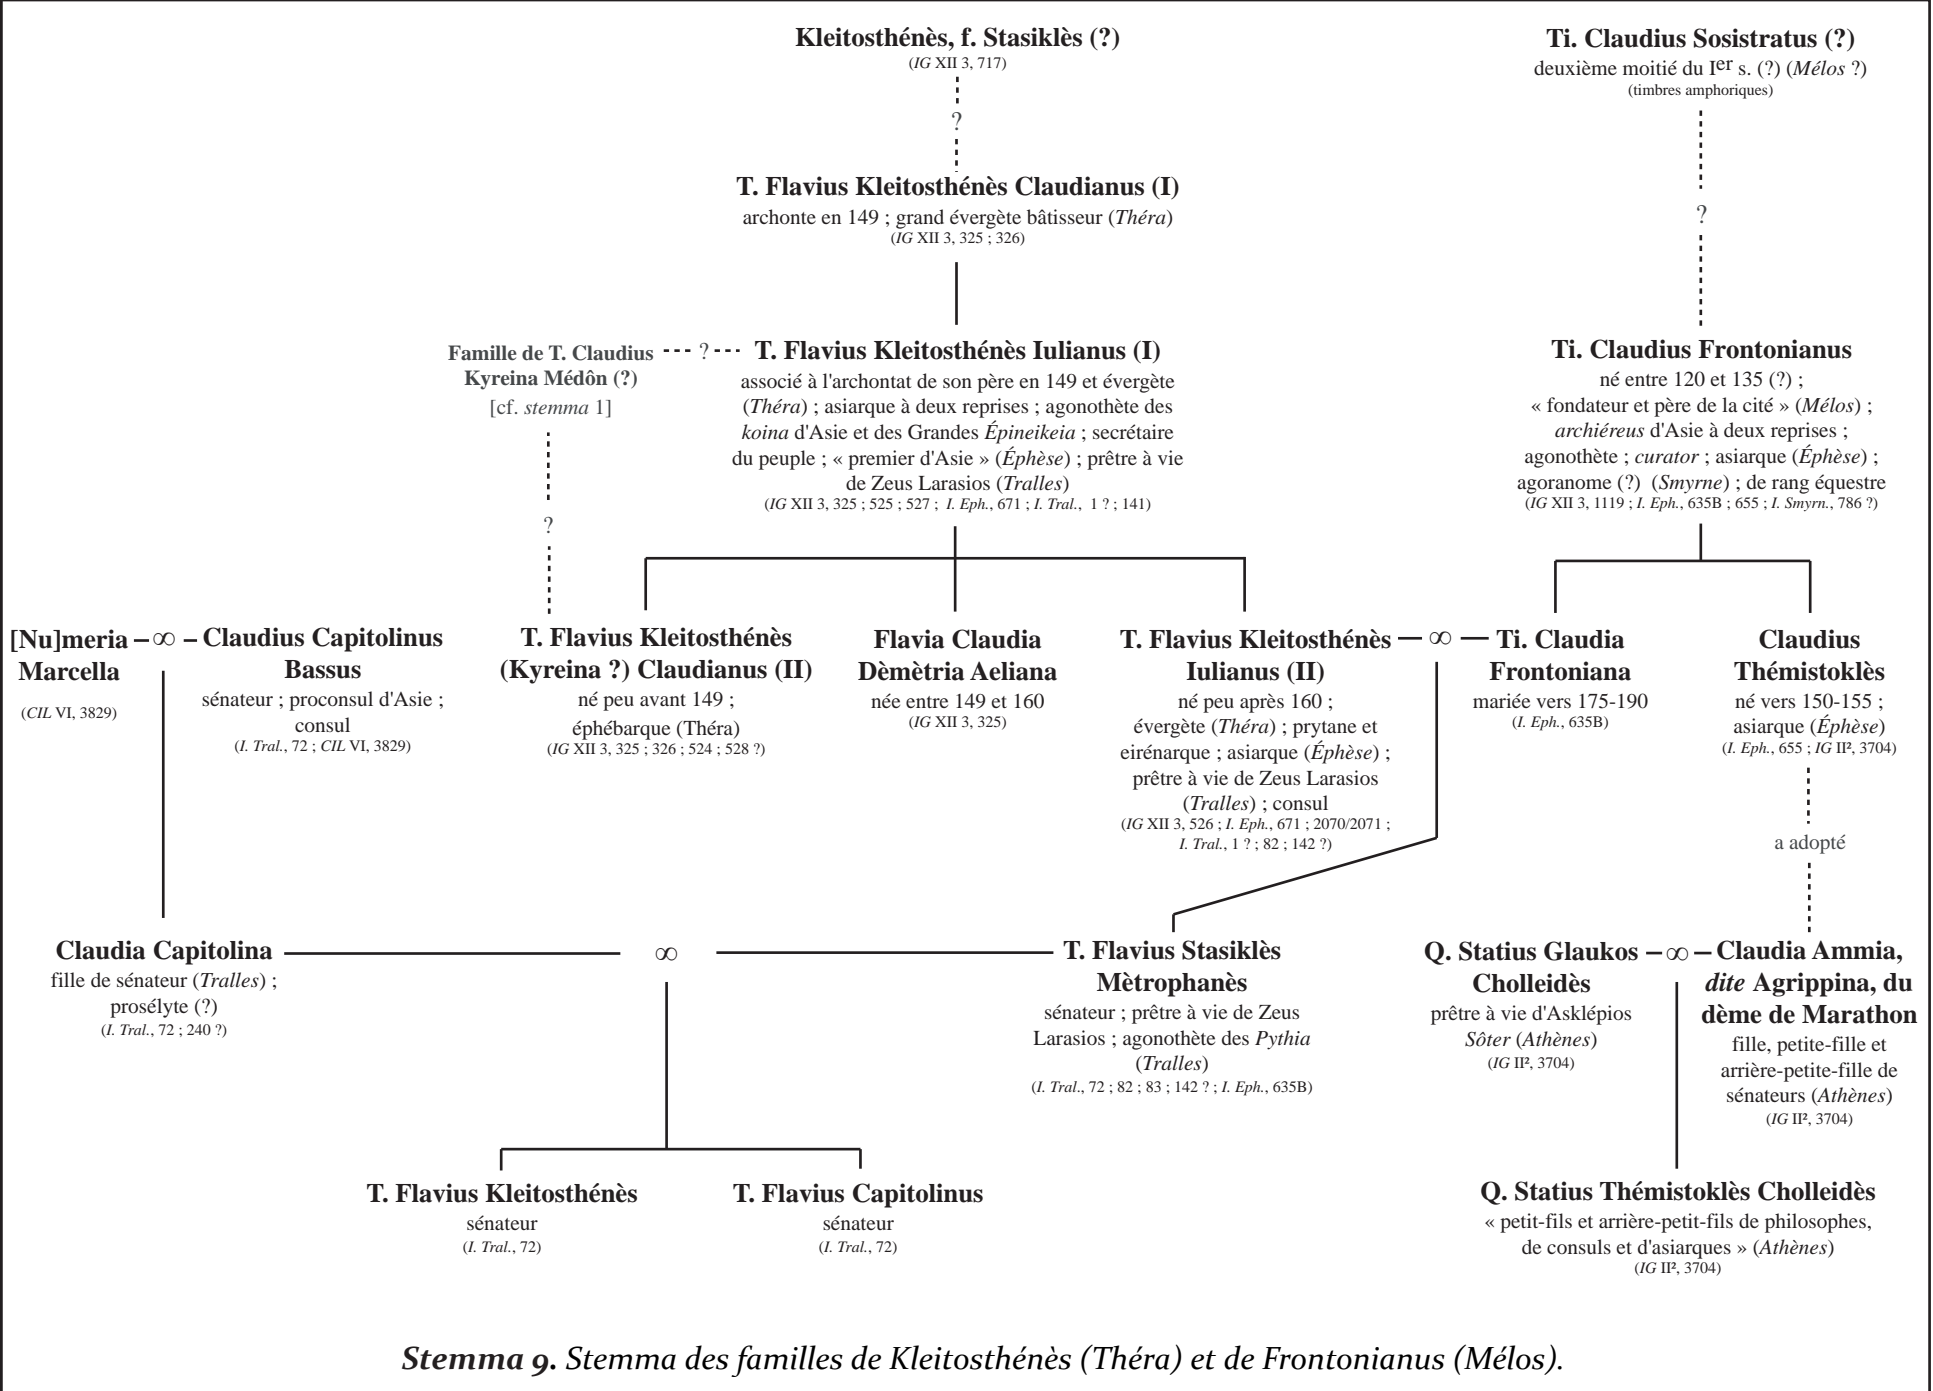 Kleitosthénès, f. Stasiklès (?)
(IG XII 3, 717)
?
Ti. Claudius Sosistratus (?)
deuxième moitié du Ier s. (?) (Mélos ?)
(timbres amphoriques)
?
T. Flavius Kleitosthénès Claudianus (I)
archonte en 149 ; grand évergète bâtisseur (Théra)
(IG XII 3, 325 ; 326)
Famille de T. Claudius
Kyreina Médôn (?)
[cf. stemma 1]
?
?
T. Flavius Kleitosthénès Iulianus (I)
associé à l'archontat de son père en 149 et évergète
(Théra) ; asiarque à deux reprises ; agonothète des
koina d'Asie et des Grandes Épineikeia ; secrétaire
du peuple ; « premier d'Asie » (Éphèse) ; prêtre à vie
de Zeus Larasios (Tralles)
(IG XII 3, 325 ; 525 ; 527 ; I. Eph., 671 ; I. Tral., 1 ? ; 141)
Ti. Claudius Frontonianus
né entre 120 et 135 (?) ;
« fondateur et père de la cité » (Mélos) ;
archiéreus d'Asie à deux reprises ;
agonothète ; curator ; asiarque (Éphèse) ;
agoranome (?) (Smyrne) ; de rang équestre
(IG XII 3, 1119 ; I. Eph., 635B ; 655 ; I. Smyrn., 786 ?)
[Nu]meria
Marcella
(CIL VI, 3829)
∞
Claudius Capitolinus
Bassus
sénateur ; proconsul d'Asie ;
consul
(I. Tral., 72 ; CIL VI, 3829)
T. Flavius Kleitosthénès
(Kyreina ?) Claudianus (II)
né peu avant 149 ;
éphébarque (Théra)
(IG XII 3, 325 ; 326 ; 524 ; 528 ?)
Flavia Claudia
Dèmètria Aeliana
née entre 149 et 160
(IG XII 3, 325)
T. Flavius Kleitosthénès
Iulianus (II)
né peu après 160 ;
évergète (Théra) ; prytane et
eirénarque ; asiarque (Éphèse) ;
prêtre à vie de Zeus Larasios
(Tralles) ; consul
(IG XII 3, 526 ; I. Eph., 671 ; 2070/2071 ;
I. Tral., 1 ? ; 82 ; 142 ?)
∞
Ti. Claudia
Frontoniana
mariée vers 175-190
(I. Eph., 635B)
Claudius
Thémistoklès
né vers 150-155 ;
asiarque (Éphèse)
(I. Eph., 655 ; IG II², 3704)
a adopté
Claudia Capitolina
fille de sénateur (Tralles) ;
prosélyte (?)
(I. Tral., 72 ; 240 ?)
∞
T. Flavius Stasiklès
Mètrophanès
sénateur ; prêtre à vie de Zeus
Larasios ; agonothète des Pythia
(Tralles)
(I. Tral., 72 ; 82 ; 83 ; 142 ? ; I. Eph., 635B)
Q. Statius Glaukos
Cholleidès
prêtre à vie d'Asklépios
Sôter (Athènes)
(IG II², 3704)
∞
Claudia Ammia,
dite Agrippina, du
dème de Marathon
fille, petite-fille et
arrière-petite-fille de
sénateurs (Athènes)
(IG II², 3704)
T. Flavius Kleitosthénès
sénateur
(I. Tral., 72)
T. Flavius Capitolinus
sénateur
(I. Tral., 72)
Q. Statius Thémistoklès Cholleidès
« petit-fils et arrière-petit-fils de philosophes,
de consuls et d'asiarques » (Athènes)
(IG II², 3704)
Stemma 9. Stemma des familles de Kleitosthénès (Théra) et de Frontonianus (Mélos).